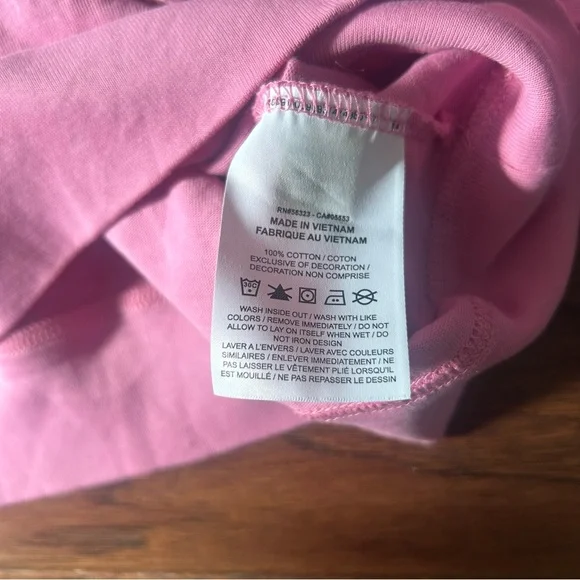 RN#56323 - CA#05553
MADE IN VIETNAM
FABRIQUE AU VIETNAM
100% COTTON / COTON
EXCLUSIVE OF DECORATION /
DECORATION NON COMPRISE
30C
WASH INSIDE OUT / WASH WITH LIKE
COLORS / REMOVE IMMEDIATELY / DO NOT
ALLOW TO LAY ON ITSELF WHEN WET / DO
NOT IRON DESIGN
LAVER A L'ENVERS / LAVER AVEC COULEURS
SIMILAIRES / ENLEVER IMMEDIATEMENT / NE
PAS LAISSER LE VÊTEMENT PLIÉ LORSQU'IL
EST MOUILLÉ / NE PAS REPASSER LE DESSIN